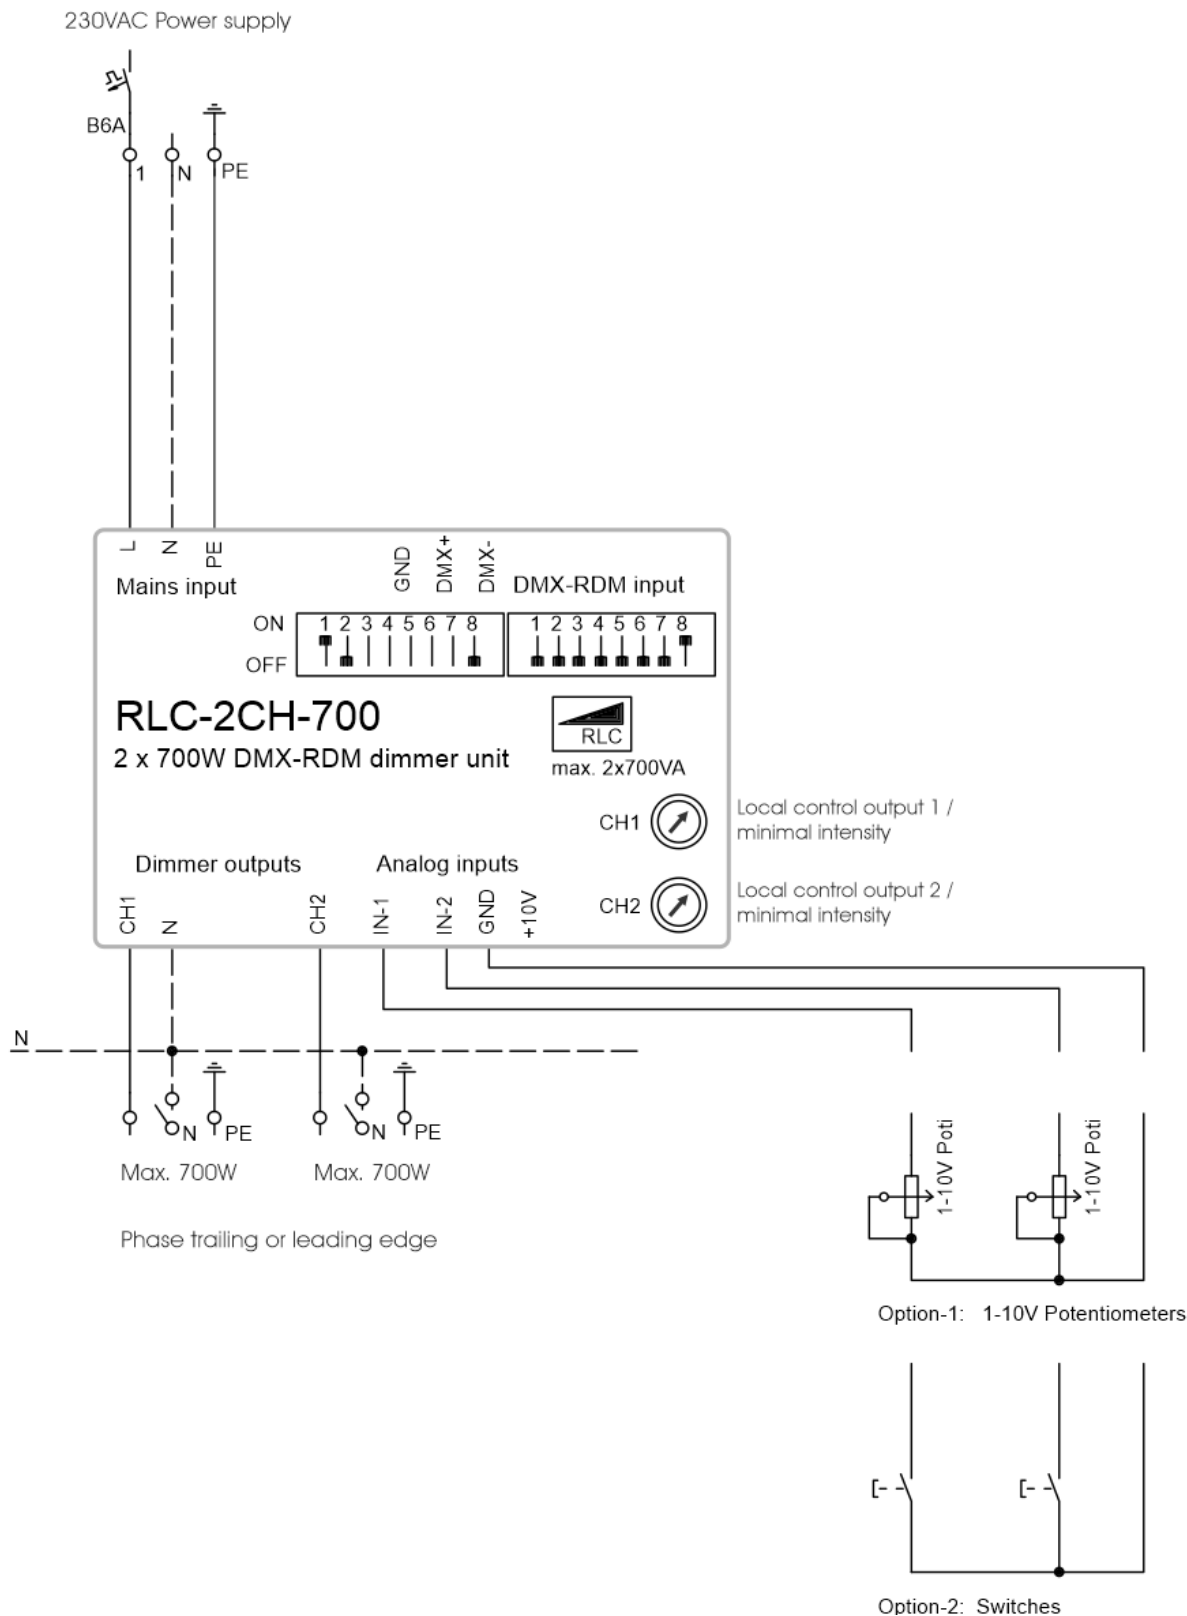 230VAC Power supply
B6A
1 N PE
L N PE GND DMX+ DMX-
Mains input DMX-RDM input
ON 1 2 3 4 5 6 7 8 1 2 3 4 5 6 7 8
OFF
RLC-2CH-700
2 x 700W DMX-RDM dimmer unit
RLC
max. 2x700VA
CH1 Local control output 1 /
minimal intensity
Dimmer outputs Analog inputs
CH2 Local control output 2 /
minimal intensity
CH1 N CH2 IN-1 IN-2 GND +10V
N
N PE N PE
Max. 700W Max. 700W
Phase trailing or leading edge
1-10V Poti 1-10V Poti
Option-1: 1-10V Potentiometers
Option-2: Switches